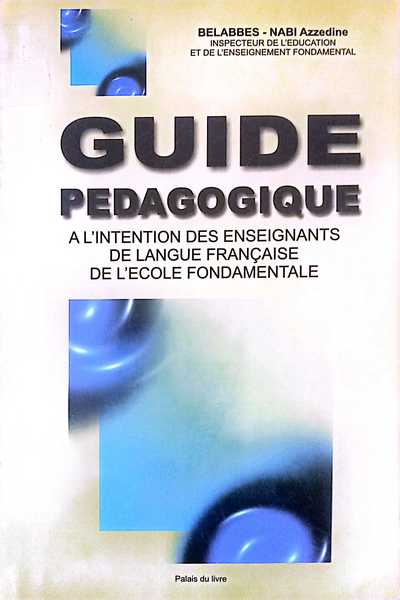 BELABBES - NABI Azzedine
INSPECTEUR DE L'EDUCATION
ET DE L'ENSEIGNEMENT FONDAMENTAL
GUIDE
PEDAGOGIQUE
A L'INTENTION DES ENSEIGNANTS
DE LANGUE FRANÇAISE
DE L'ECOLE FONDAMENTALE
Palais du livre